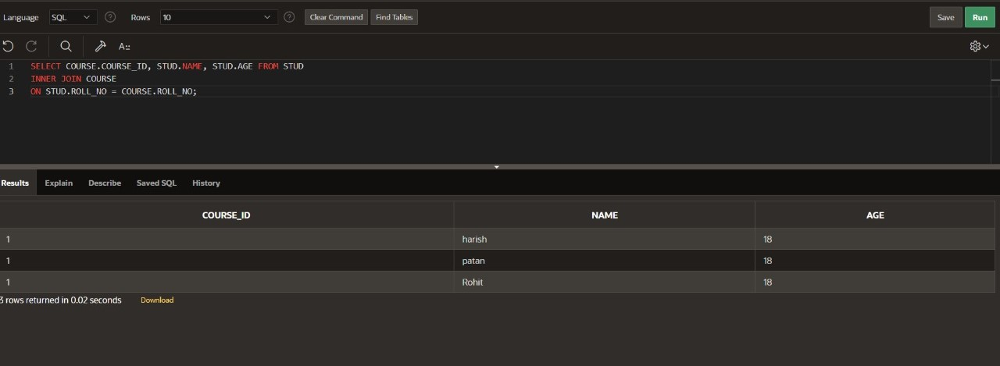 Language SQL Rows 10 Clear Command Find Tables Save Run
A::
1 SELECT COURSE.COURSE_ID, STUD.NAME, STUD.AGE FROM STUD
2 INNER JOIN COURSE
3 ON STUD.ROLL_NO = COURSE.ROLL_NO;
Results Explain Describe Saved SQL History
COURSE_ID NAME AGE
1 harish 18
1 patan 18
1 Rohit 18
3 rows returned in 0.02 seconds Download